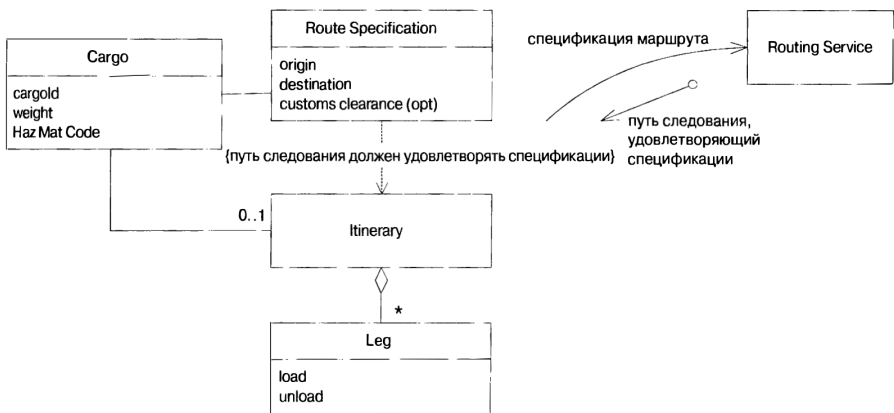 Route Specification
origin
destination
customs clearance (opt)
Cargo
cargoId
weight
Haz Mat Code
спецификация маршрута
Routing Service
путь следования,
удовлетворяющий
спецификации
{путь следования должен удовлетворять спецификации}
0..1
Itinerary
*
Leg
load
unload